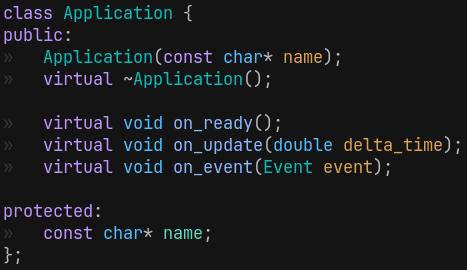 class Application {
public:
»   Application(const char* name);
»   virtual ~Application();

»   virtual void on_ready();
»   virtual void on_update(double delta_time);
»   virtual void on_event(Event event);

protected:
»   const char* name;
};